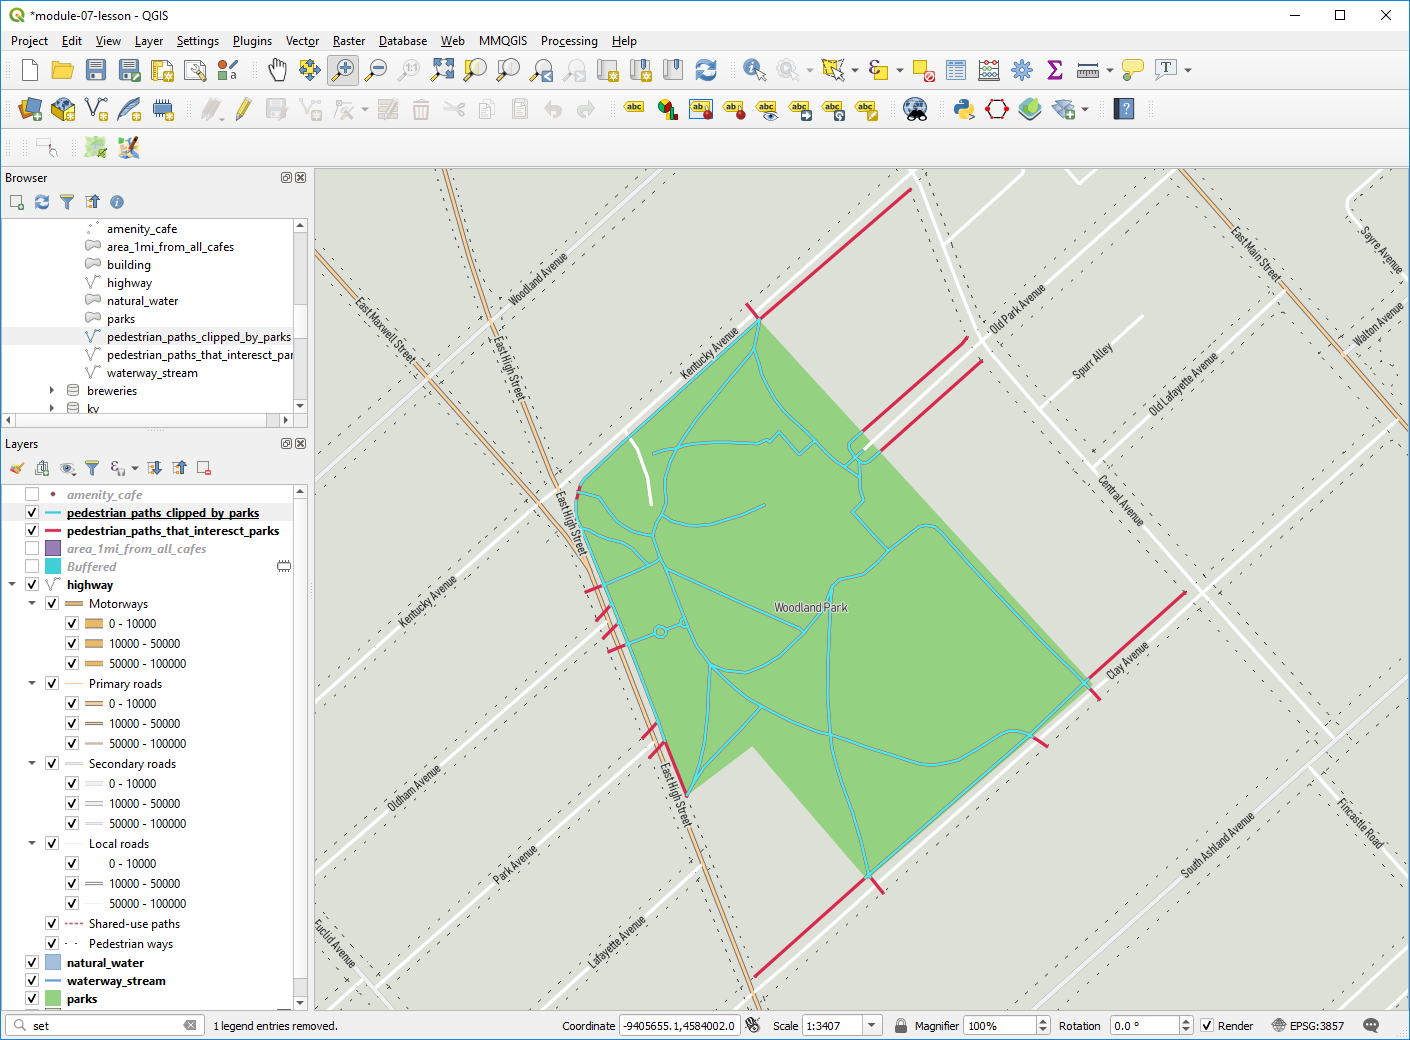 *module-07-lesson - QGIS
Project Edit View Layer Settings Plugins Vector Raster Database Web MMQGIS Processing Help
Browser
amenity_cafe
area_1mi_from_all_cafes
building
highway
natural_water
parks
pedestrian_paths_clipped_by_parks
pedestrian_paths_that_interesct_par
waterway_stream
breweries
ky
Layers
amenity_cafe
pedestrian_paths_clipped_by_parks
pedestrian_paths_that_interesct_parks
area_1mi_from_all_cafes
Buffered
highway
Motorways
0 - 10000
10000 - 50000
50000 - 100000
Primary roads
0 - 10000
10000 - 50000
50000 - 100000
Secondary roads
0 - 10000
10000 - 50000
50000 - 100000
Local roads
0 - 10000
10000 - 50000
50000 - 100000
Shared-use paths
Pedestrian ways
natural_water
waterway_stream
parks
Woodland Avenue
East Maxwell Street
East High Street
Kentucky Avenue
Old Park Avenue
East Main Street
Sayre Avenue
Walton Avenue
Spurr Alley
Old Lafayette Avenue
Central Avenue
East High Street
Kentucky Avenue
Woodland Park
Clay Avenue
Oldham Avenue
East High Street
Park Avenue
Lafayette Avenue
Euclid Avenue
South Ashland Avenue
Fincastle Road
set
1 legend entries removed.
Coordinate -9405655.1,4584002.0 Scale 1:3407 Magnifier 100% Rotation 0.0 ° Render EPSG:3857